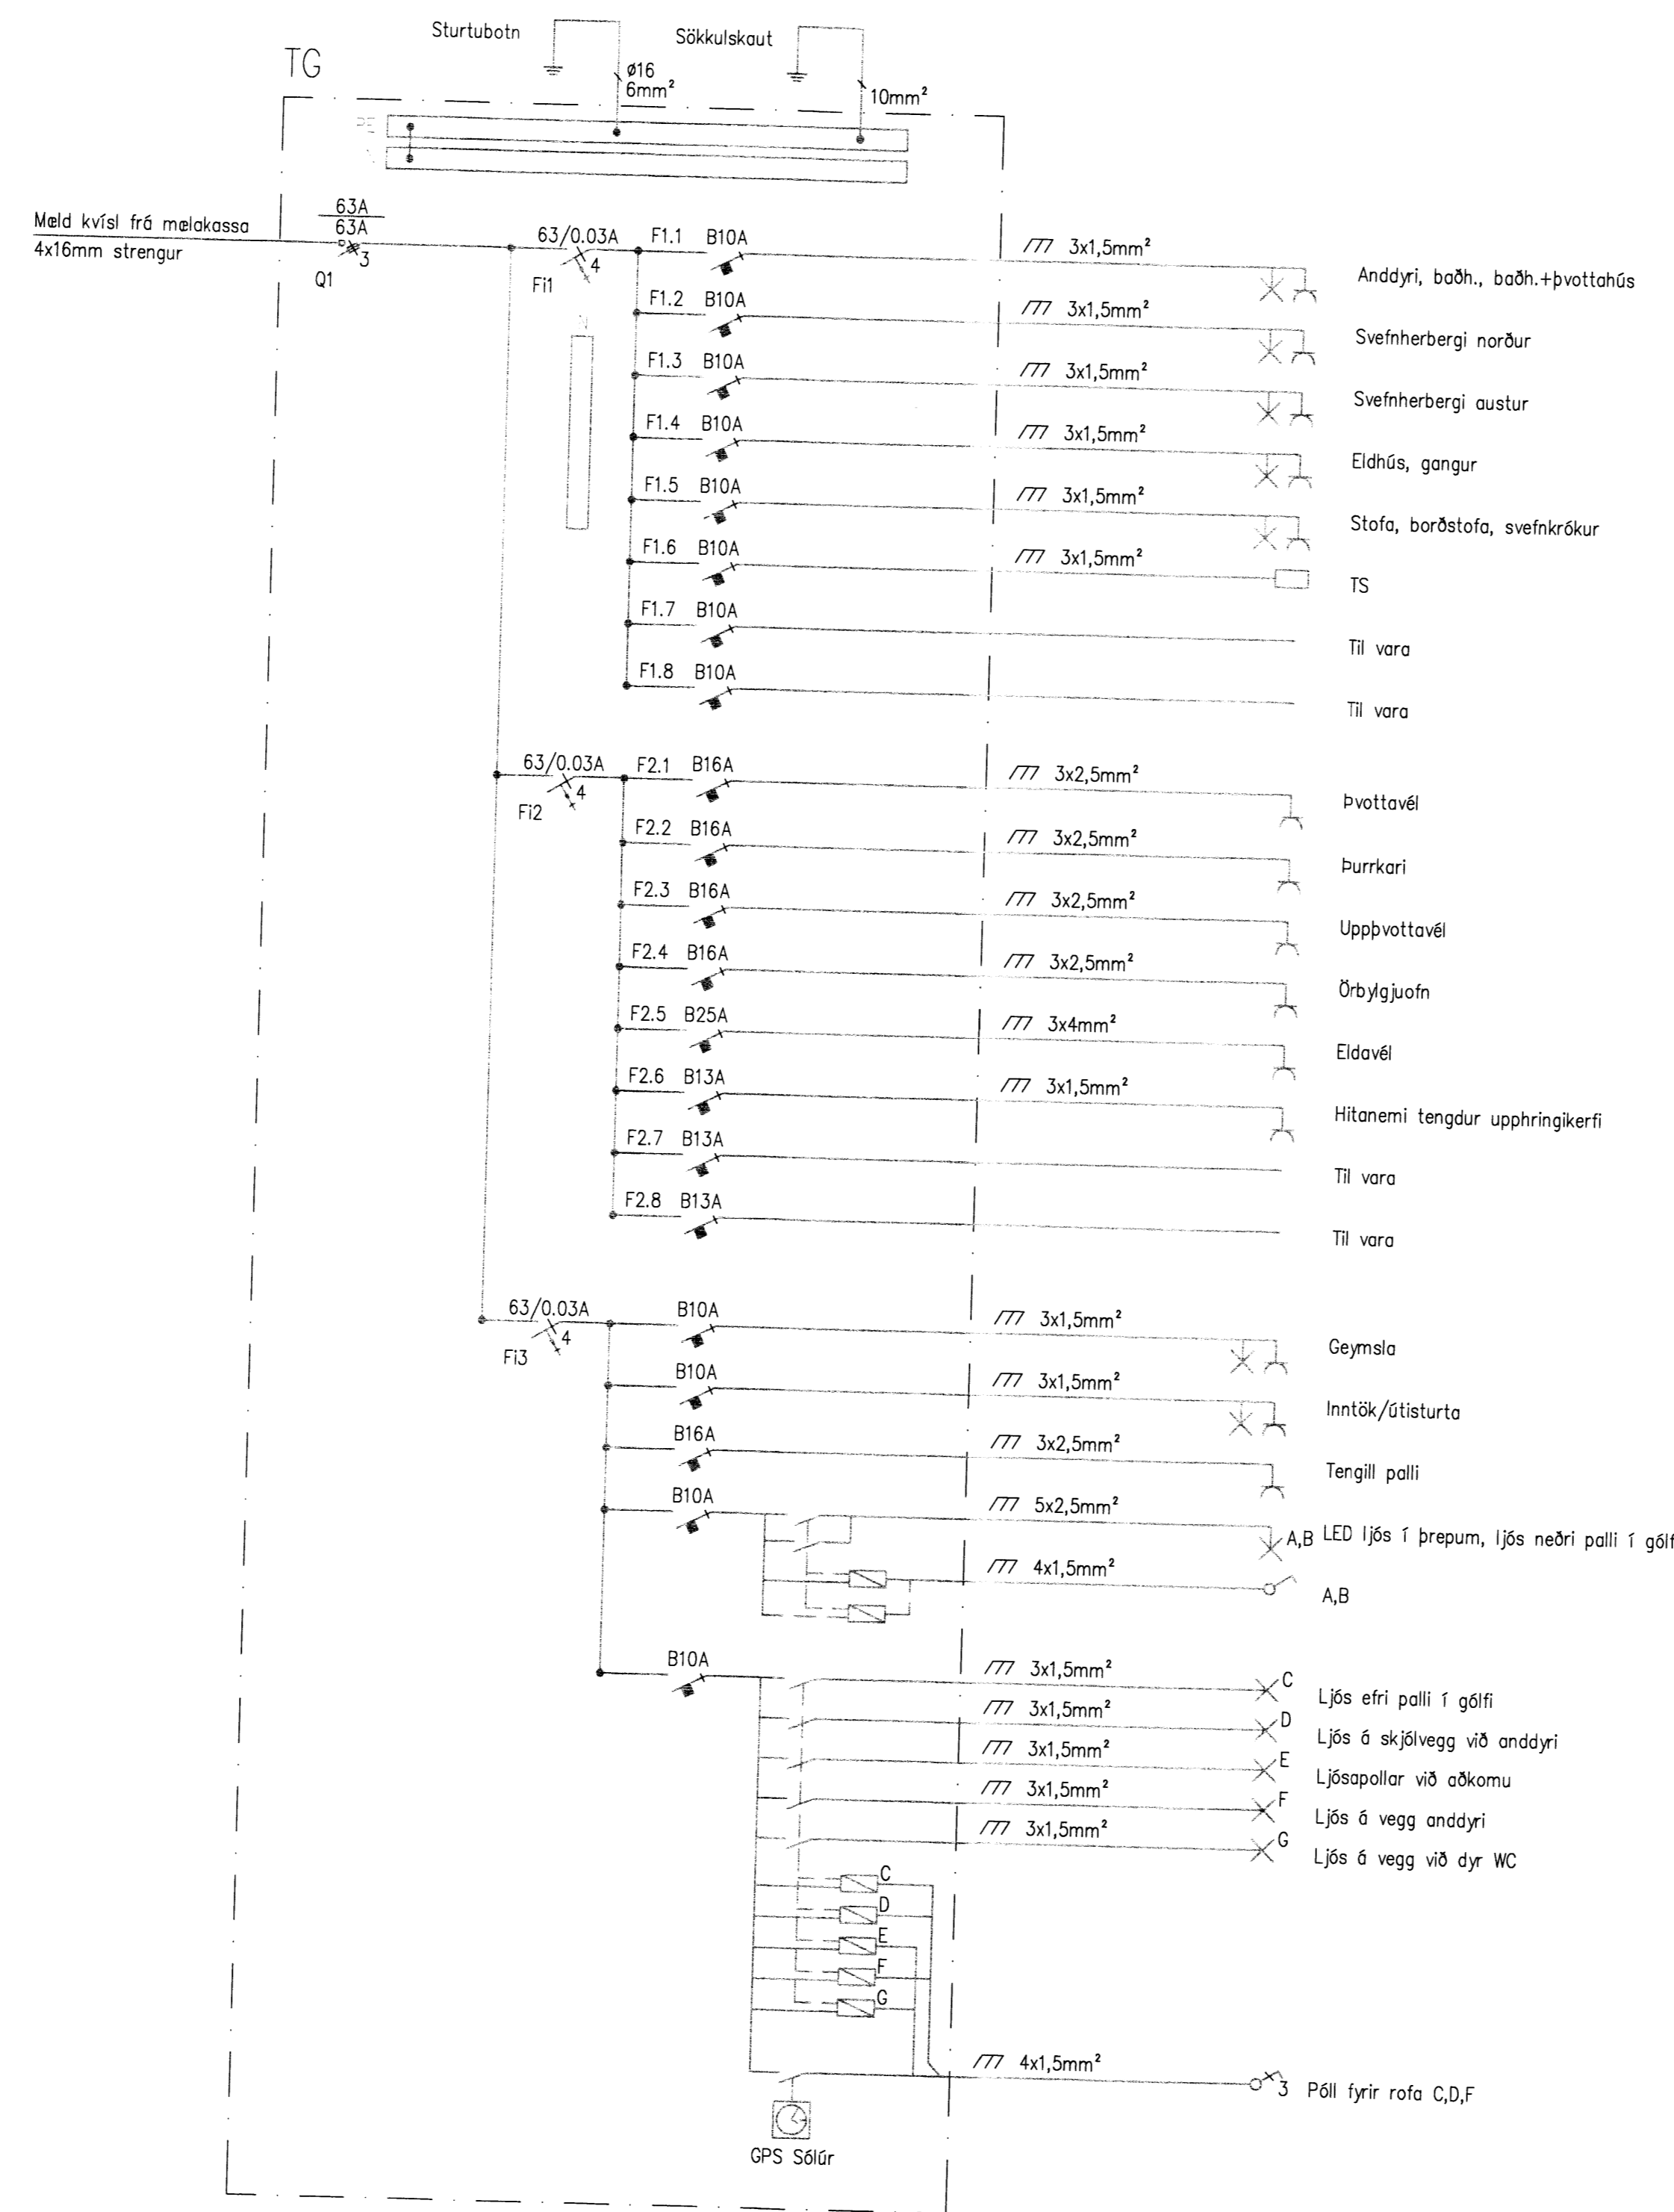 Sturtubotn
Sökkulskaut
TG
ø16
6mm²
10mm²
PE
63A
63A
Mæld kvísl frá mælakassa
4x16mm strengur
3
Q1
63/0.03A
4
Fi1
N
F1.1 B10A 3x1,5mm² Anddyri, baðh., baðh.+þvottahús
F1.2 B10A 3x1,5mm² Svefnherbergi norður
F1.3 B10A 3x1,5mm² Svefnherbergi austur
F1.4 B10A 3x1,5mm² Eldhús, gangur
F1.5 B10A 3x1,5mm² Stofa, borðstofa, svefnkrókur
F1.6 B10A 3x1,5mm² TS
F1.7 B10A Til vara
F1.8 B10A Til vara
63/0.03A
4
Fi2
F2.1 B16A 3x2,5mm² Þvottavél
F2.2 B16A 3x2,5mm² Þurrkari
F2.3 B16A 3x2,5mm² Uppþvottavél
F2.4 B16A 3x2,5mm² Örbylgjuofn
F2.5 B25A 3x4mm² Eldavél
F2.6 B13A 3x1,5mm² Hitanemi tengdur upphringikerfi
F2.7 B13A Til vara
F2.8 B13A Til vara
63/0.03A
4
Fi3
B10A 3x1,5mm² Geymsla
B10A 3x1,5mm² Inntök/útisturta
B16A 3x2,5mm² Tengill palli
B10A 5x2,5mm² A,B LED ljós í þrepum, ljós neðri palli í gólf
4x1,5mm² A,B
B10A 3x1,5mm² C Ljós efri palli í gólfi
3x1,5mm² D Ljós á skjólvegg við anddyri
3x1,5mm² E Ljósapollar við aðkomu
3x1,5mm² F Ljós á vegg anddyri
3x1,5mm² G Ljós á vegg við dyr WC
C
D
E
F
G
4x1,5mm² 3 Póll fyrir rofa C,D,F
GPS Sólúr